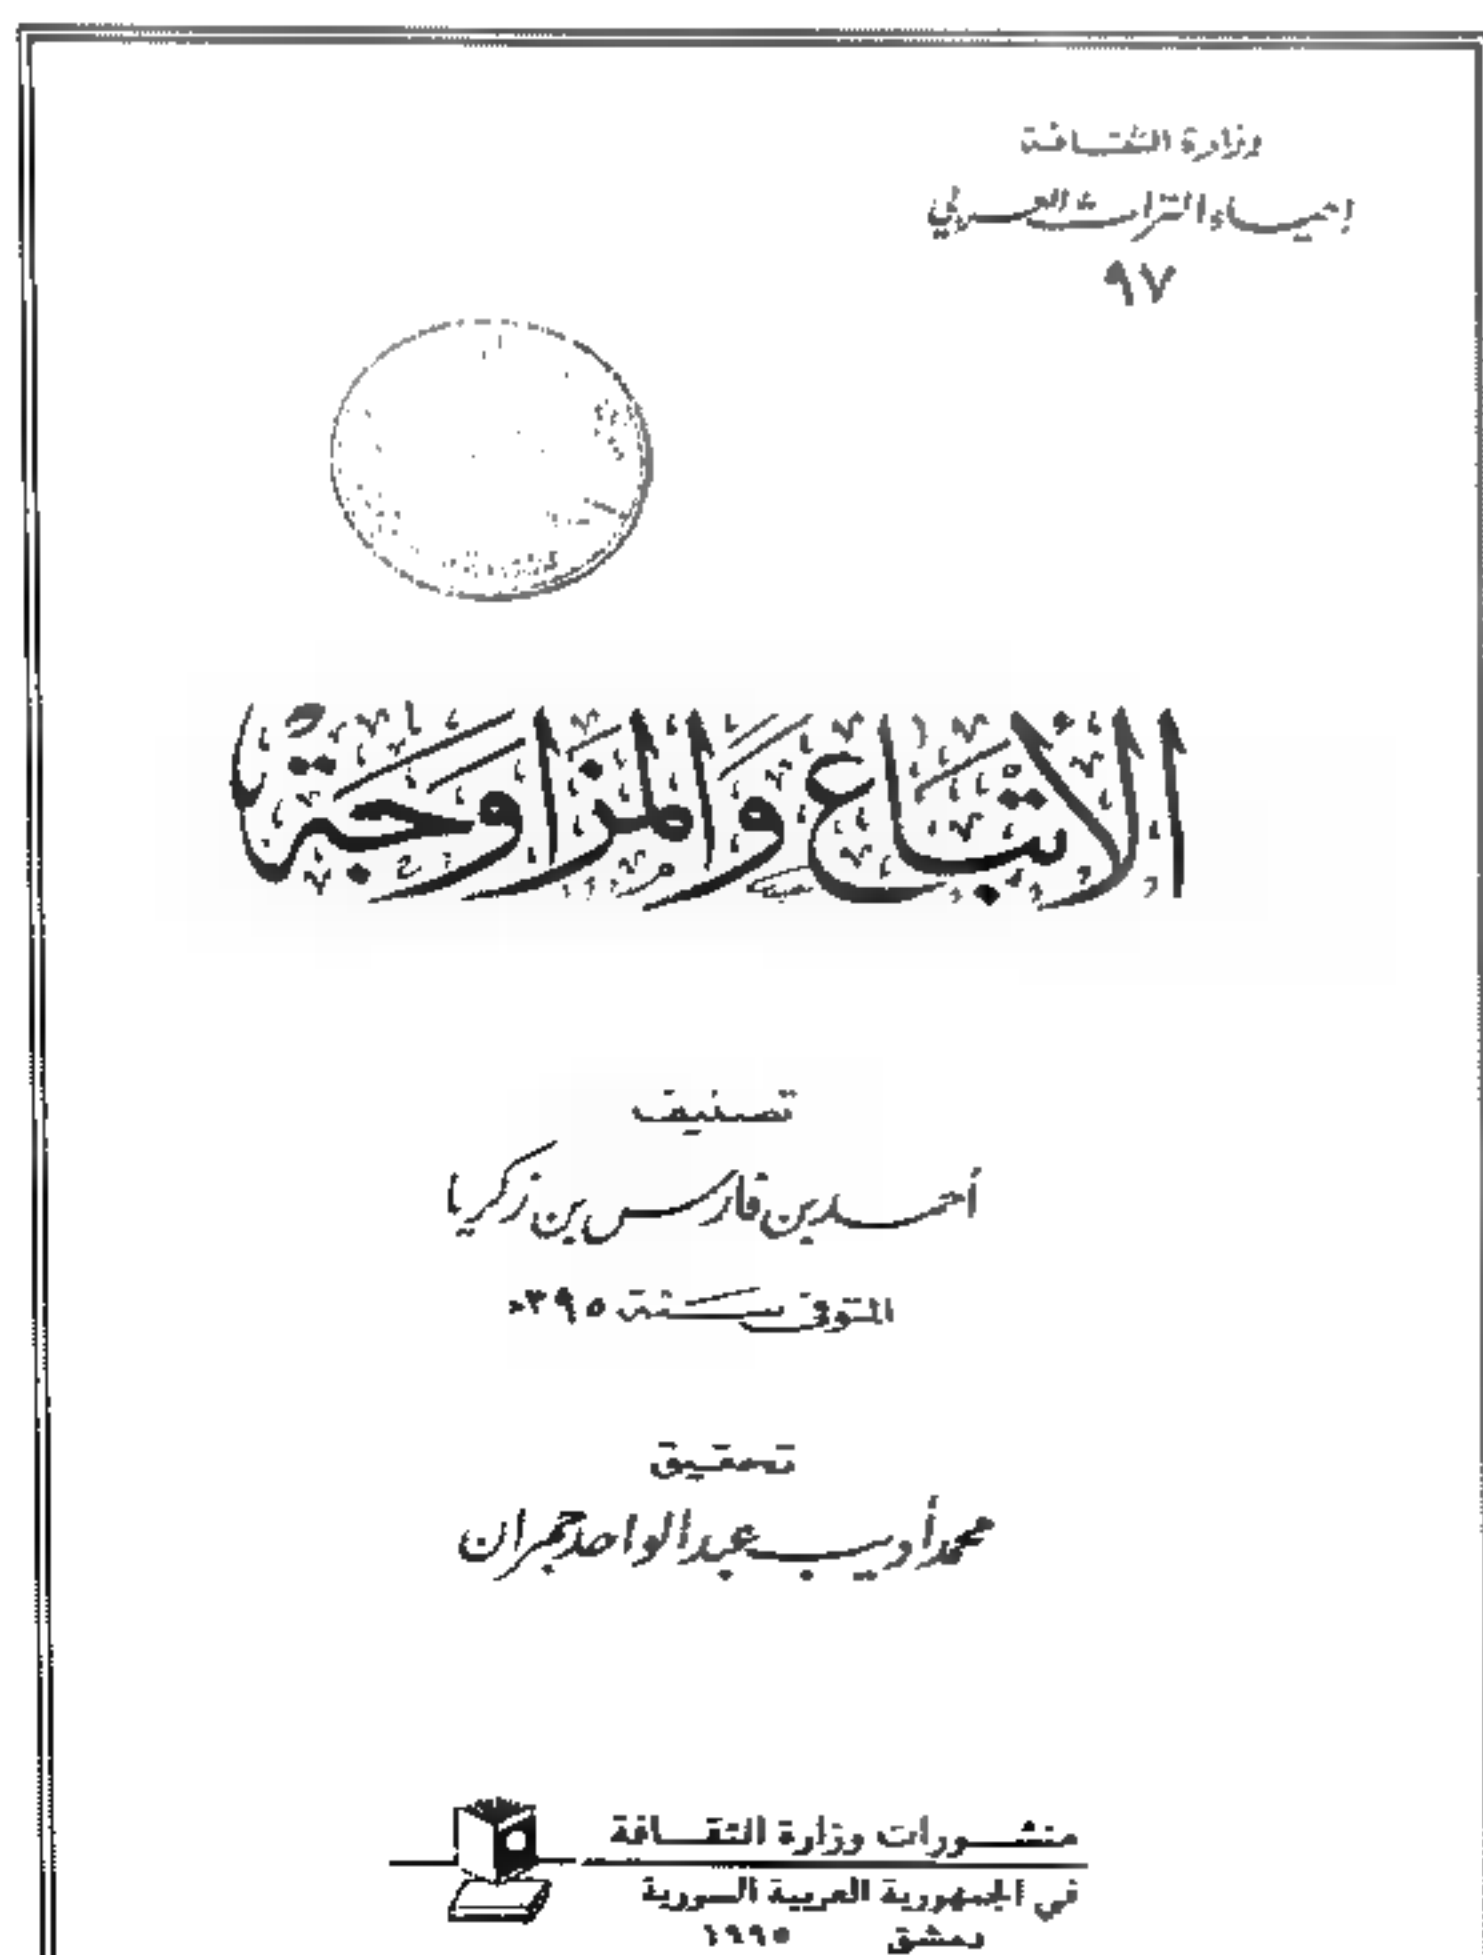 وزارة الثقافة
إحياء التراث العربي
٩٧
الإتباع والمزاوجة
تصنيف
أحمد بن فارس بن زكريا
المتوفى سنة ٣٩٥هـ
تحقيق
محمد أديب عبد الواحد جمران
منشورات وزارة الثقافة
في الجمهورية العربية السورية
دمشق ١٩٩٥